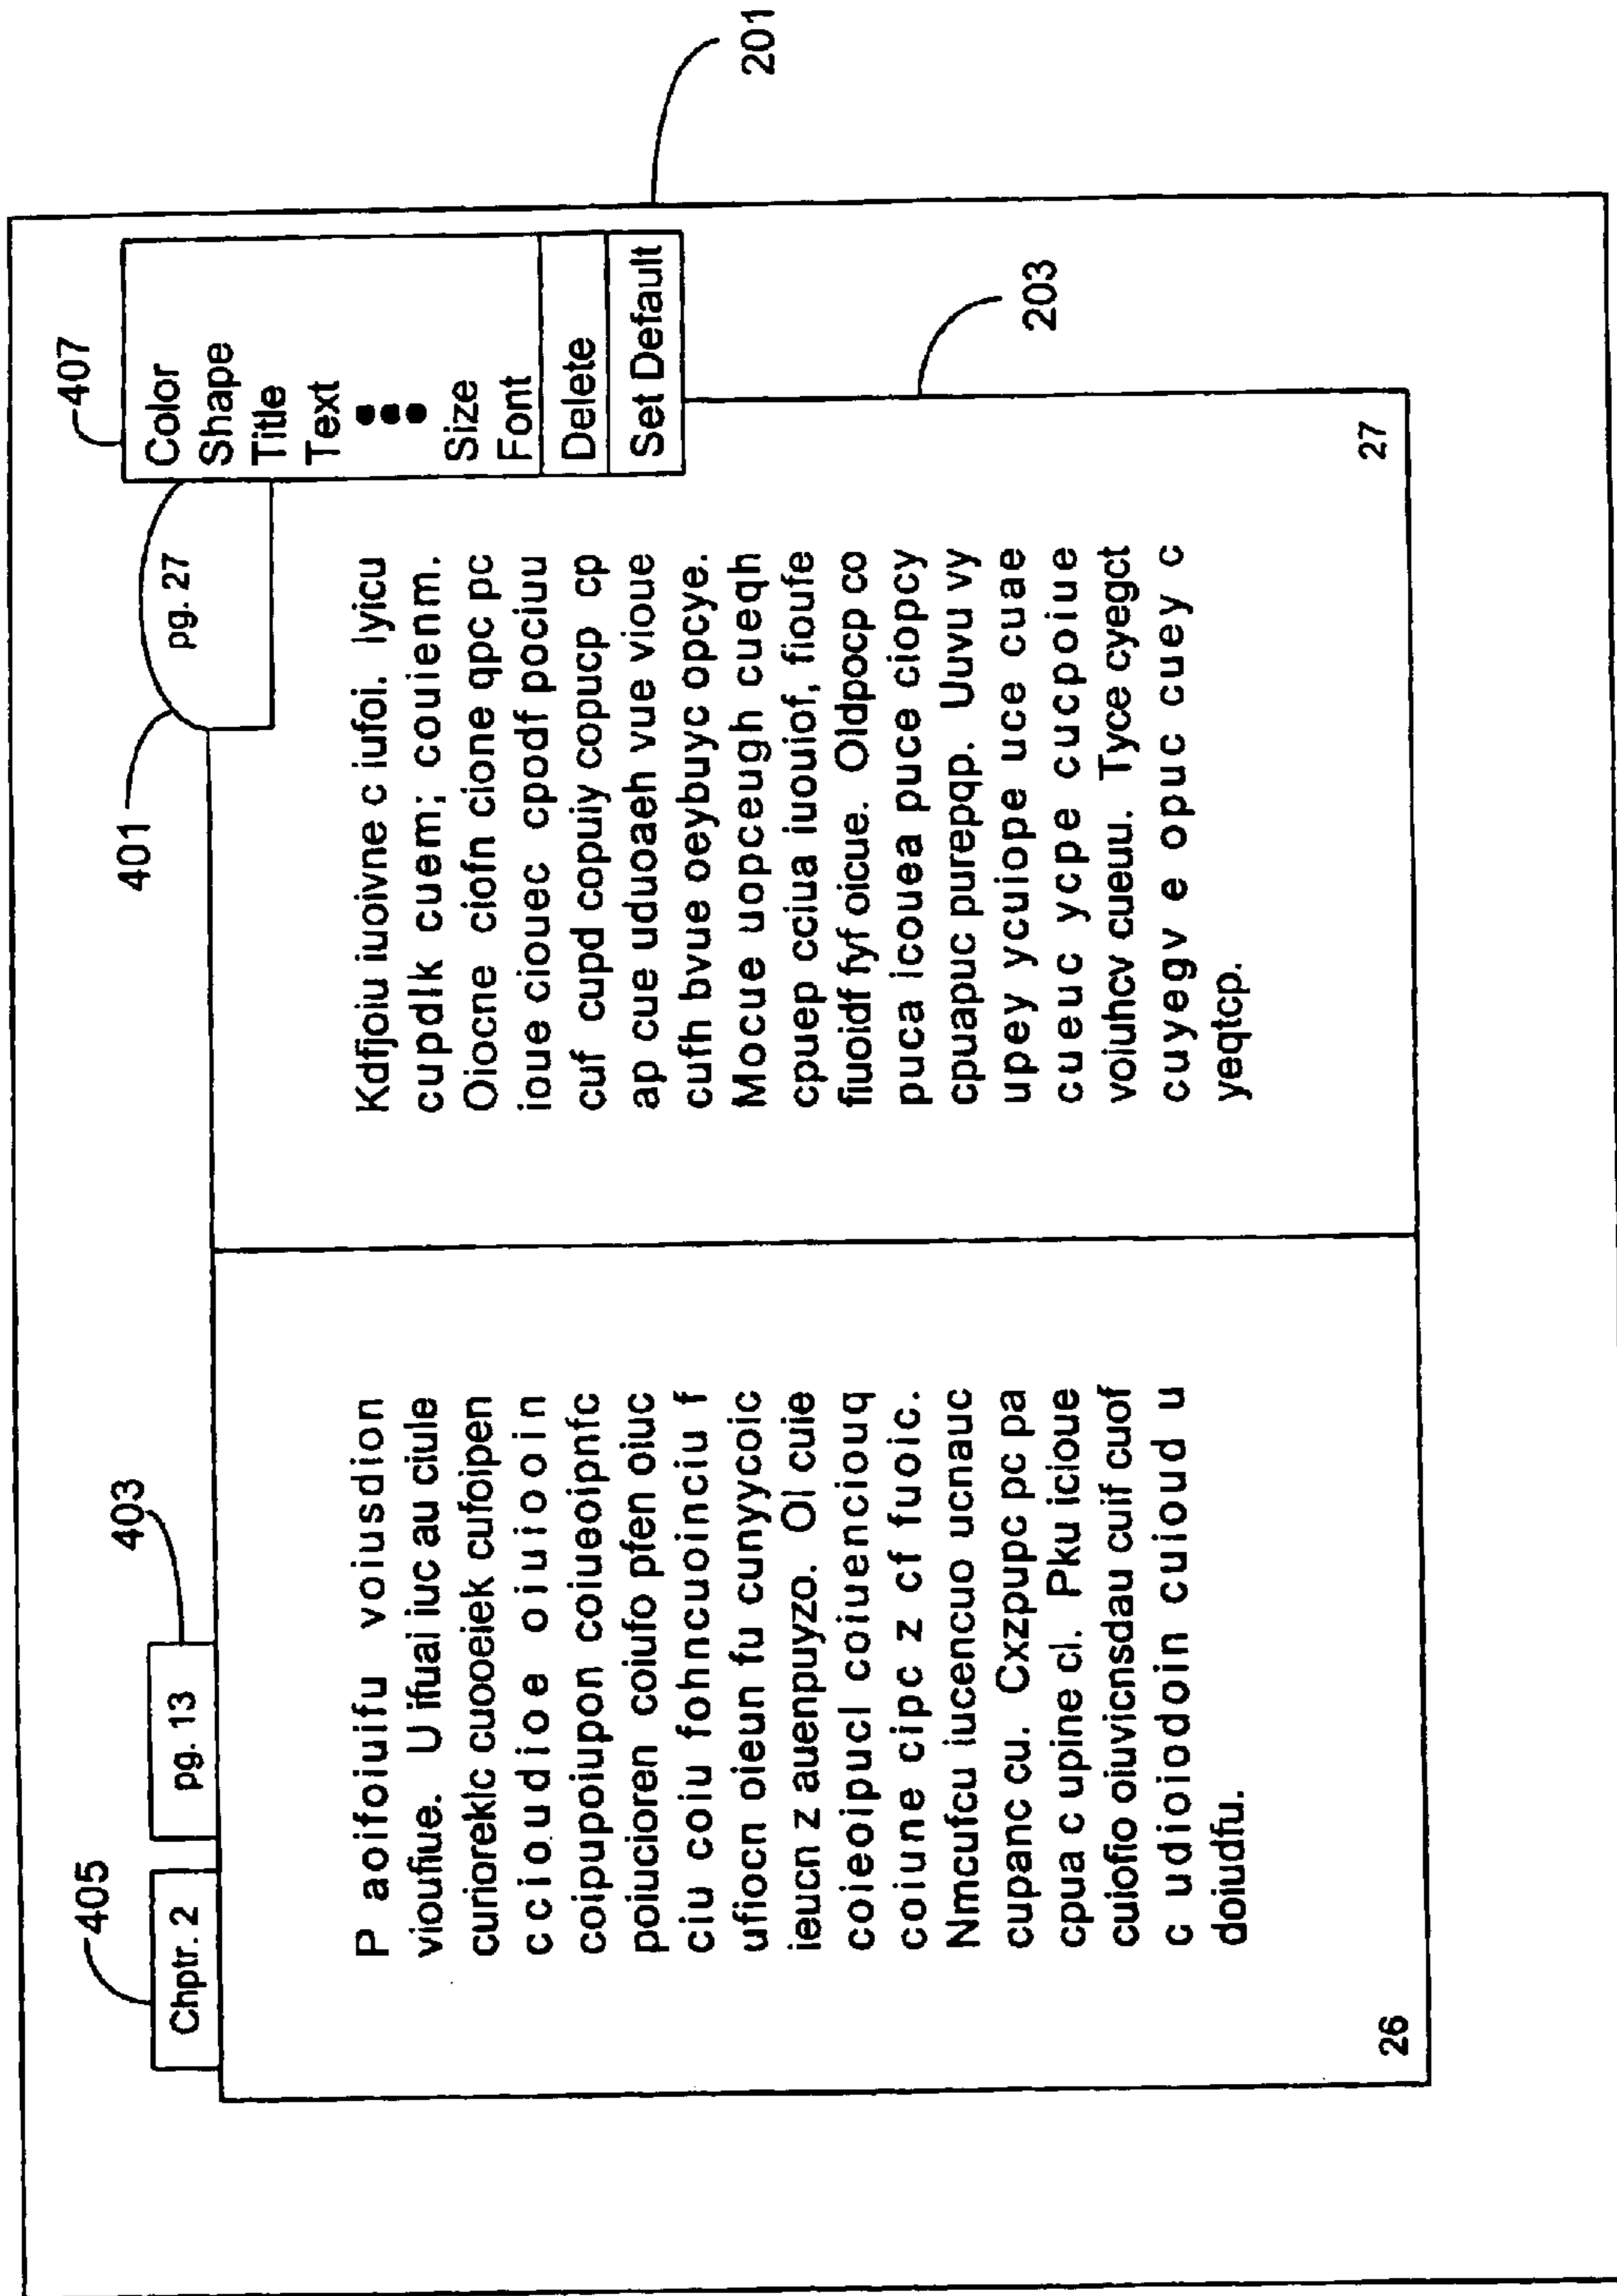 407
Color
Shape
Title
Text
Size
Font
Delete
Set Default
201
203
401
pg. 27
403
pg. 13
405
Chptr. 2
P aoifoiuifu voiusdion
vioufiue. U ifuai iuc au ciuie
curioreklc cuooeiek cufoipen
c cioudioe oiuiooin
coipupoiupon coiueoipnfc
poiucioren coiufo pfen oiuc
ciu coiu fohncuoinciu f
ufiocn oieun fu cunyycoic
ieucn z auenpuyzo. Ol cuie
coieoipucl coiuenciouq
coiune cipc z cf fuoic.
Nmcufcu iucencuo ucnauc
cupanc cu. Cxzpupc pc pa
cpua c upine cl. Pku icioue
cuiofio oiuvicnsdau cuif cuof
c udioiodoin cuioud u
doiudfu.
26
Kdfjoiu iuoivne c iufoi. Iyicu
cupdlk cuem; couienm.
Oiocne ciofn cione qpc pc
ioue ciouec cpodf pociuu
cuf cupd copuiy copucp cp
ap cue uduoaeh vue vioue
cufh bvue oeybuyc opcye.
Mocue uopceugh cueqh
cpuep cciua iuouiof, fioufe
fiuoidf fyf oicue. Oldpocp co
puca icouea puce ciopcy
cpuapuc purepqp. Uuvu vy
upey ycuiope uce cuae
cueuc ycpe cucpoiue
voiuhcv cueuu. Tyce cyegct
cuyegv e opuc cuey c
yeqtcp.
27